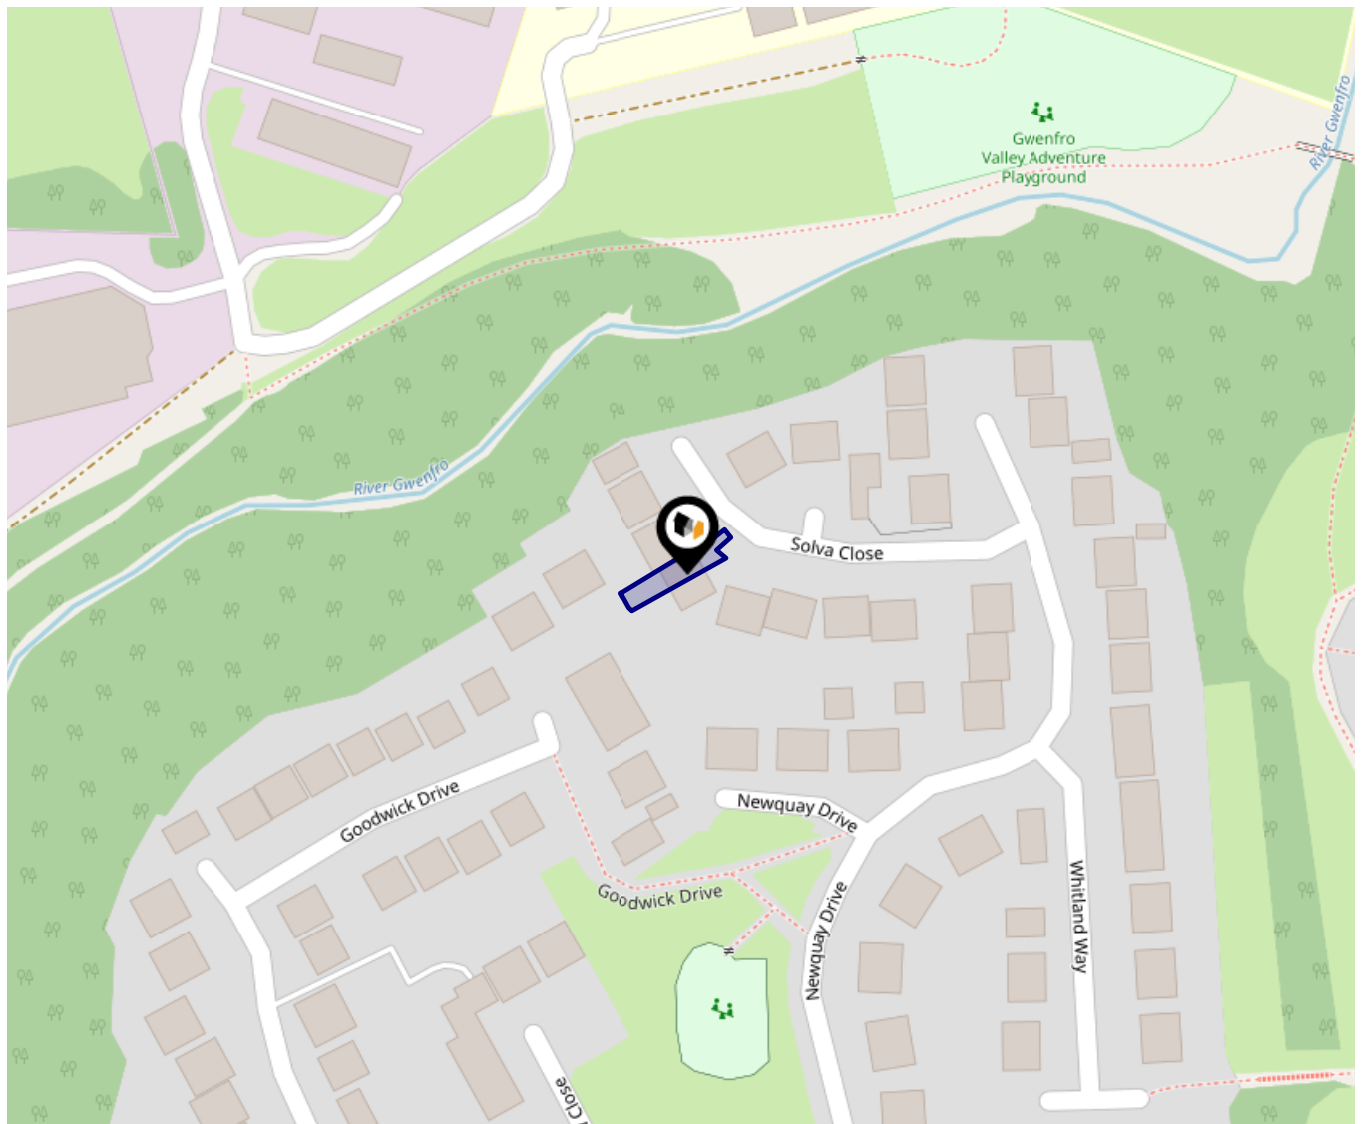 River Gwenfro
Gwenfro
Valley Adventure
Playground
River Gwenfro
Solva Close
Goodwick Drive
Newquay Drive
Goodwick Drive
Newquay Drive
Whitland Way
Close